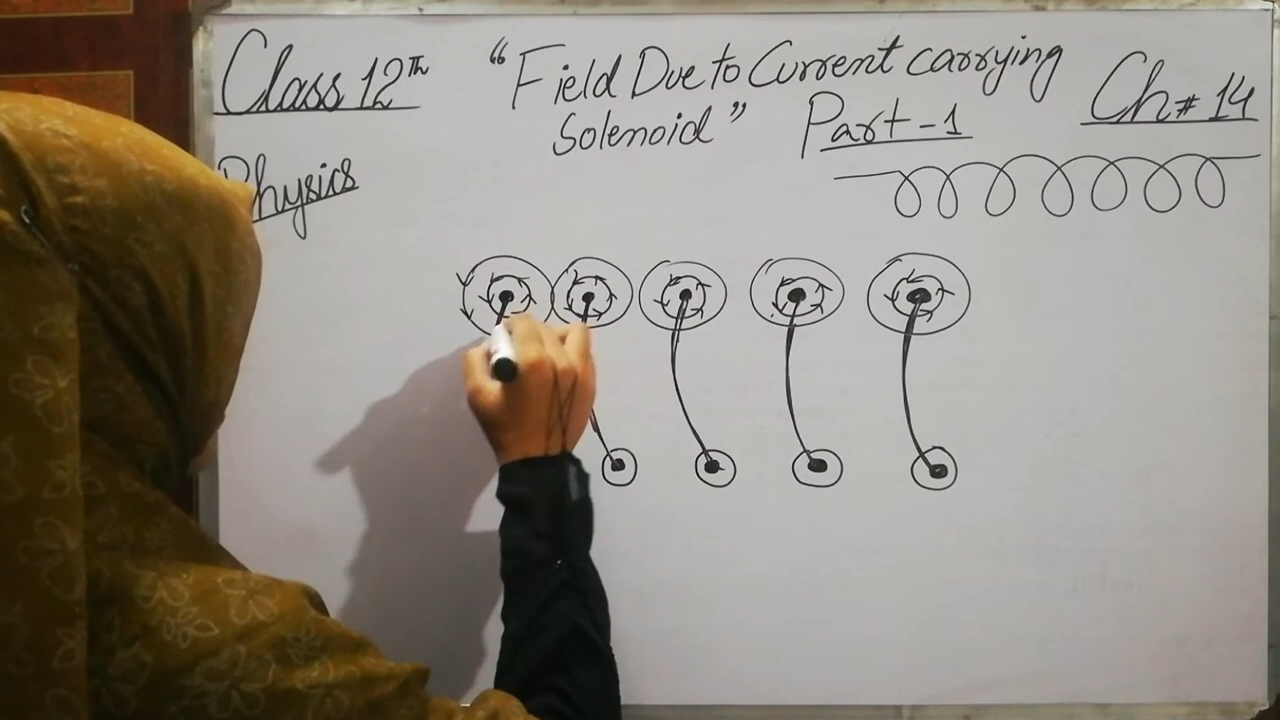 Class 12Th
"Field Due to Current carrying
Solenoid" Part-1
Ch# 14
Physics